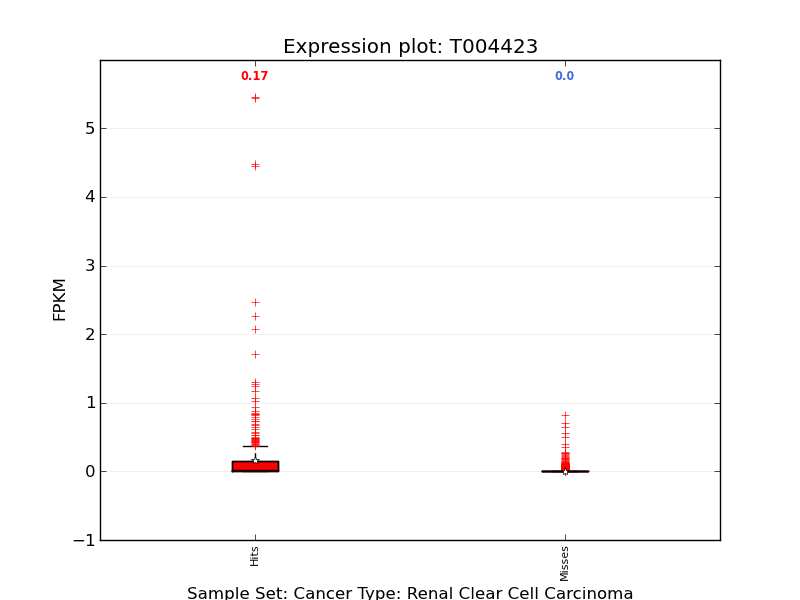 Expression plot: T004423
0.17
0.0
5
4
3
2
1
0
−1
FPKM
Hits
Misses
Sample Set: Cancer Type: Renal Clear Cell Carcinoma